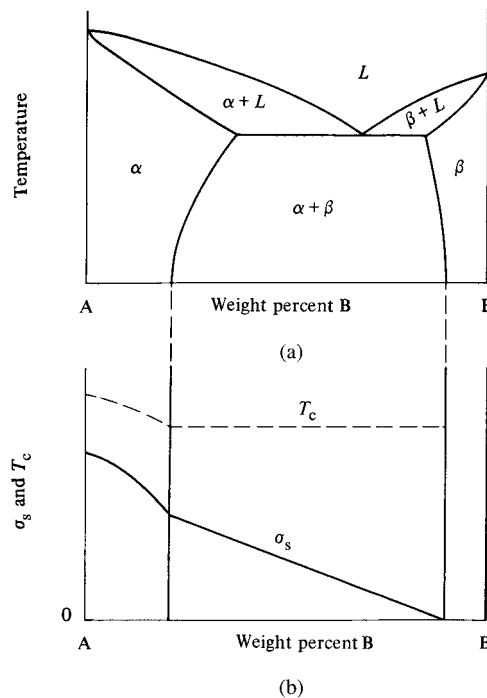 L
α + L
β + L
Temperature
α
β
α + β
A
Weight percent B
B
(a)
T_c
σ_s and T_c
σ_s
0
A
Weight percent B
B
(b)